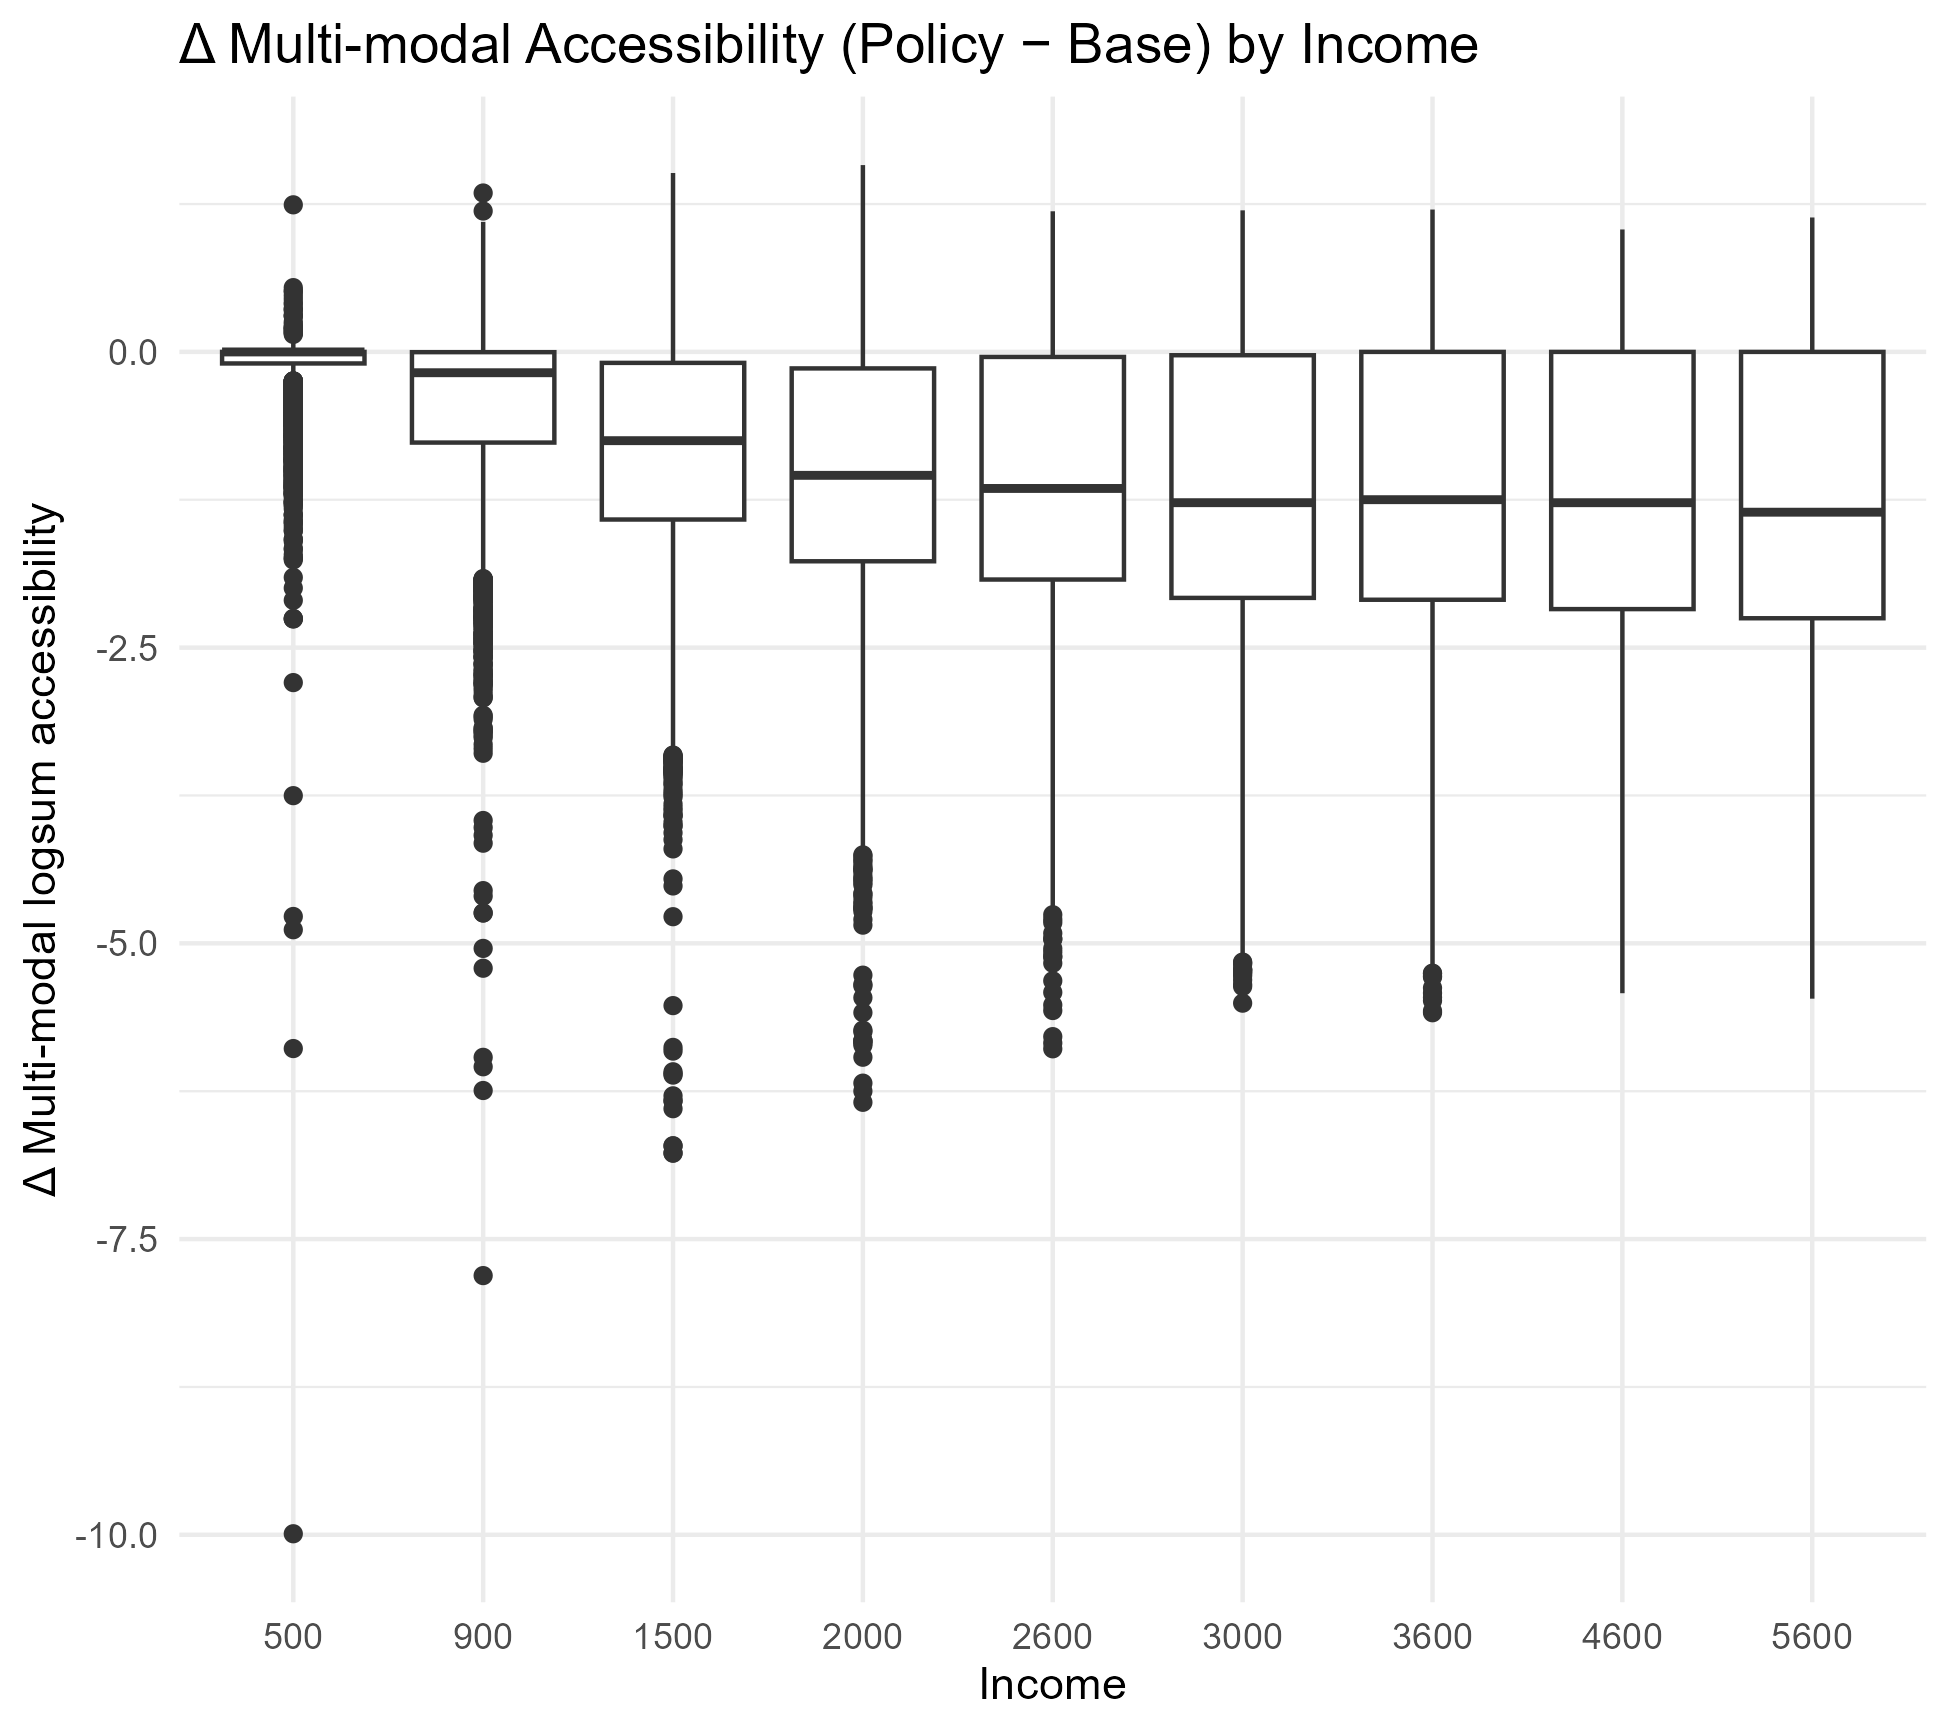 Δ Multi-modal Accessibility (Policy − Base) by Income
Δ Multi-modal logsum accessibility
0.0
-2.5
-5.0
-7.5
-10.0
500 900 1500 2000 2600 3000 3600 4600 5600
Income